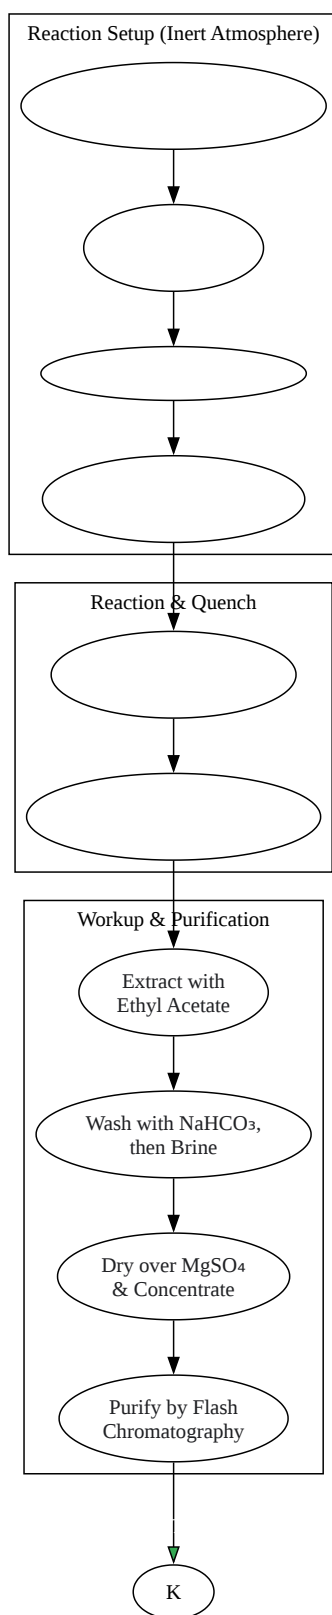 Reaction Setup (Inert Atmosphere)
Reaction & Quench
Workup & Purification
Extract with
Ethyl Acetate
Wash with NaHCO₃,
then Brine
Dry over MgSO₄
& Concentrate
Purify by Flash
Chromatography
K